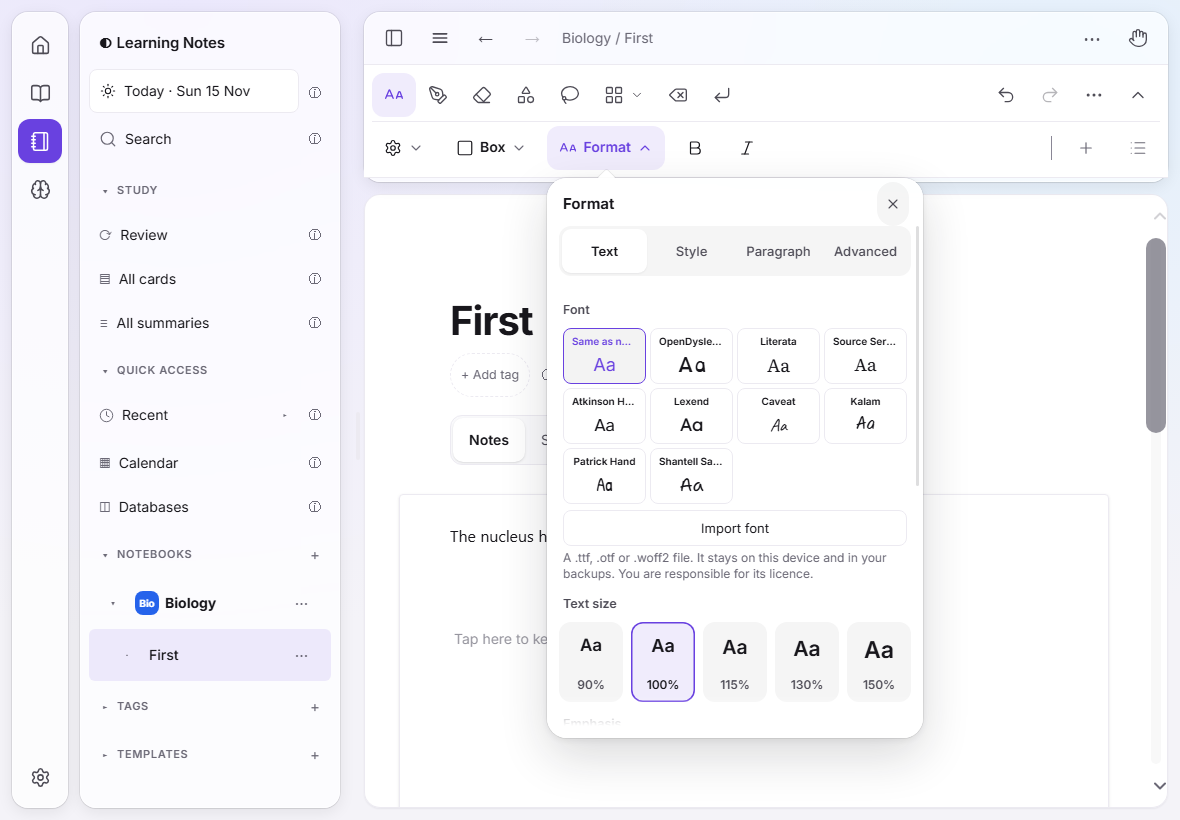 Learning Notes
Today · Sun 15 Nov
Search
STUDY
Review
All cards
All summaries
QUICK ACCESS
Recent
Calendar
Databases
NOTEBOOKS
Bio Biology
First
TAGS
TEMPLATES
Biology / First
AA
Box
AA Format
B
I
First
+ Add tag
Notes
The nucleus h
Tap here to ke
Format
Text Style Paragraph Advanced
Font
Same as n... OpenDysle... Literata Source Ser...
Aa Aa Aa Aa
Atkinson H... Lexend Caveat Kalam
Aa Aa Aa Aa
Patrick Hand Shantell Sa...
Aa Aa
Import font
A .ttf, .otf or .woff2 file. It stays on this device and in your
backups. You are responsible for its licence.
Text size
Aa Aa Aa Aa Aa
90% 100% 115% 130% 150%
Emphasis